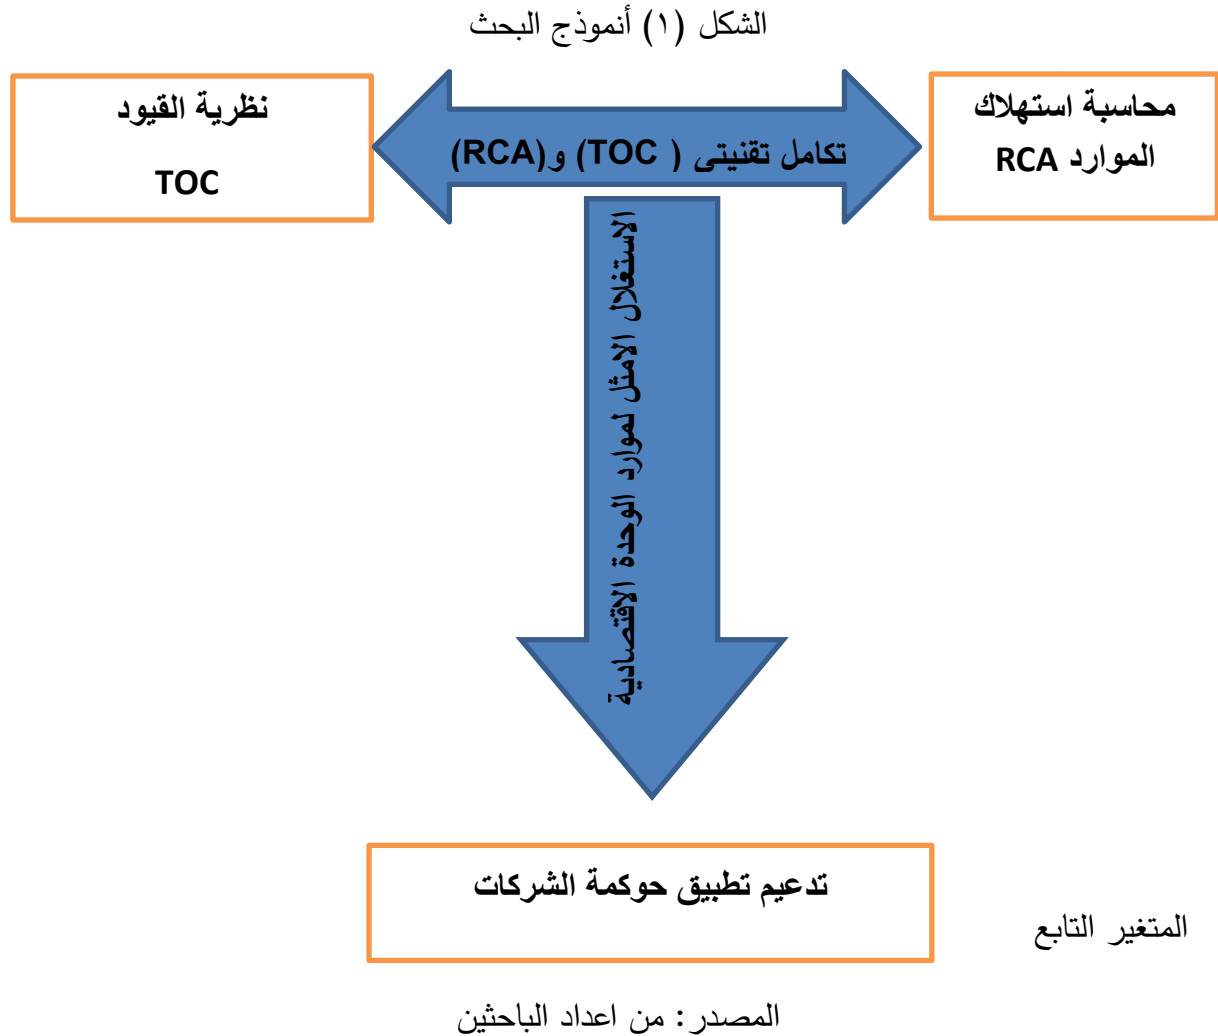 الشكل (١) أنموذج البحث
محاسبة استهلاك
الموارد RCA
تكامل تقنيتي ( TOC) و(RCA)
نظرية القيود
TOC
الاستغلال الامثل لموارد الوحدة الاقتصادية
تدعيم تطبيق حوكمة الشركات
المتغير التابع
المصدر: من اعداد الباحثين